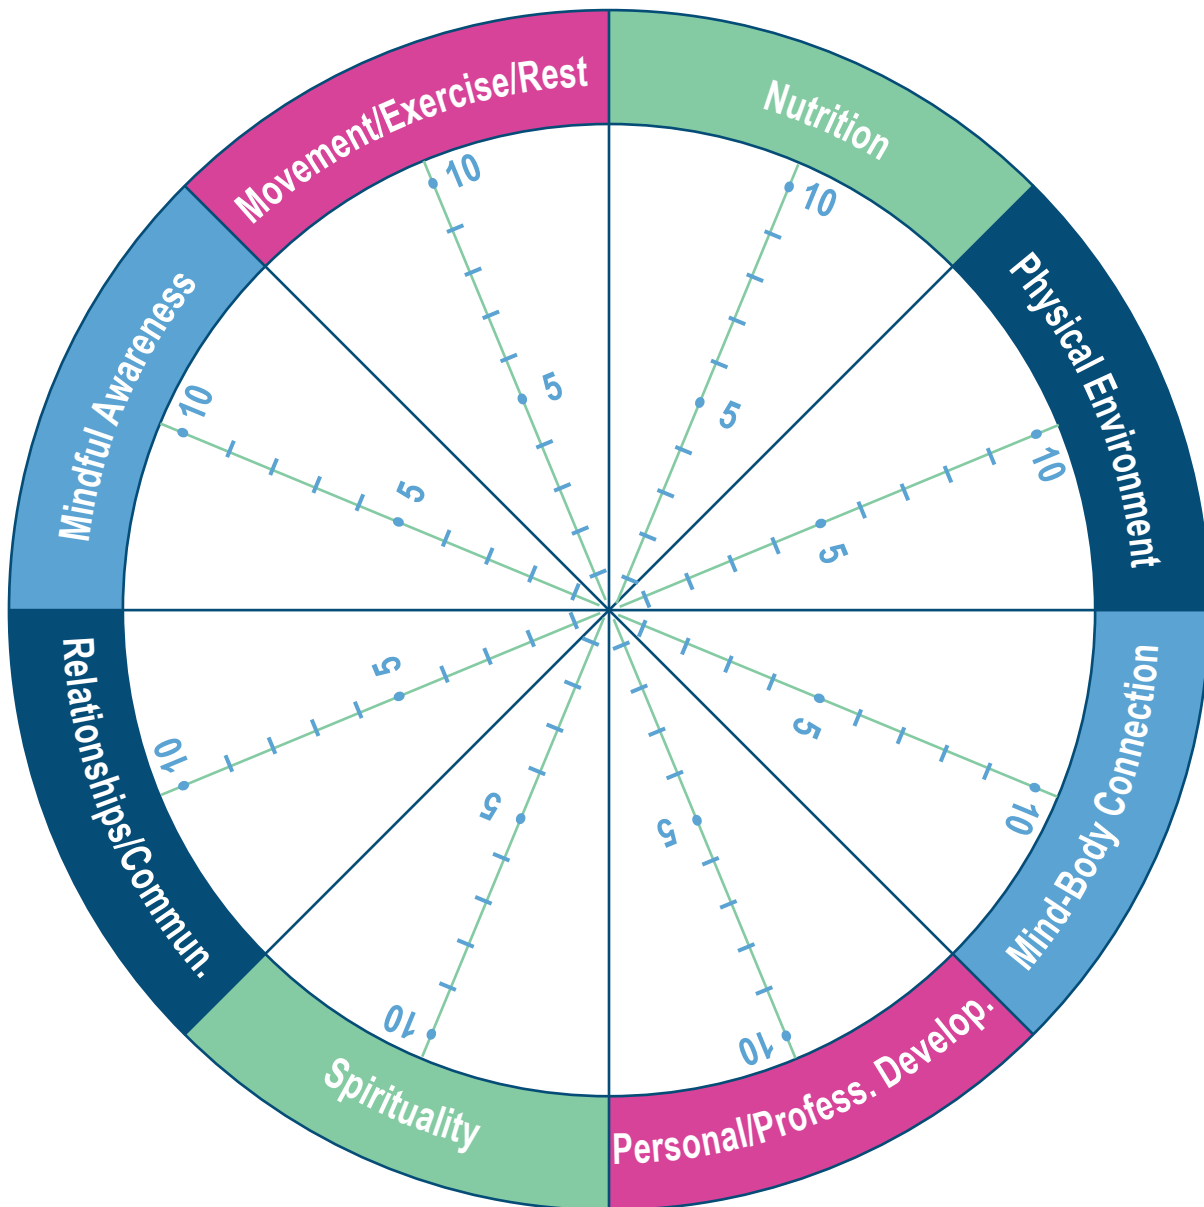 Nutrition
10
5
Physical Environment
10
5
Mind-Body Connection
10
5
Personal/Profess. Develop.
10
5
Spirituality
10
5
Relationships/Commun.
10
5
Mindful Awareness
10
5
Movement/Exercise/Rest
10
5